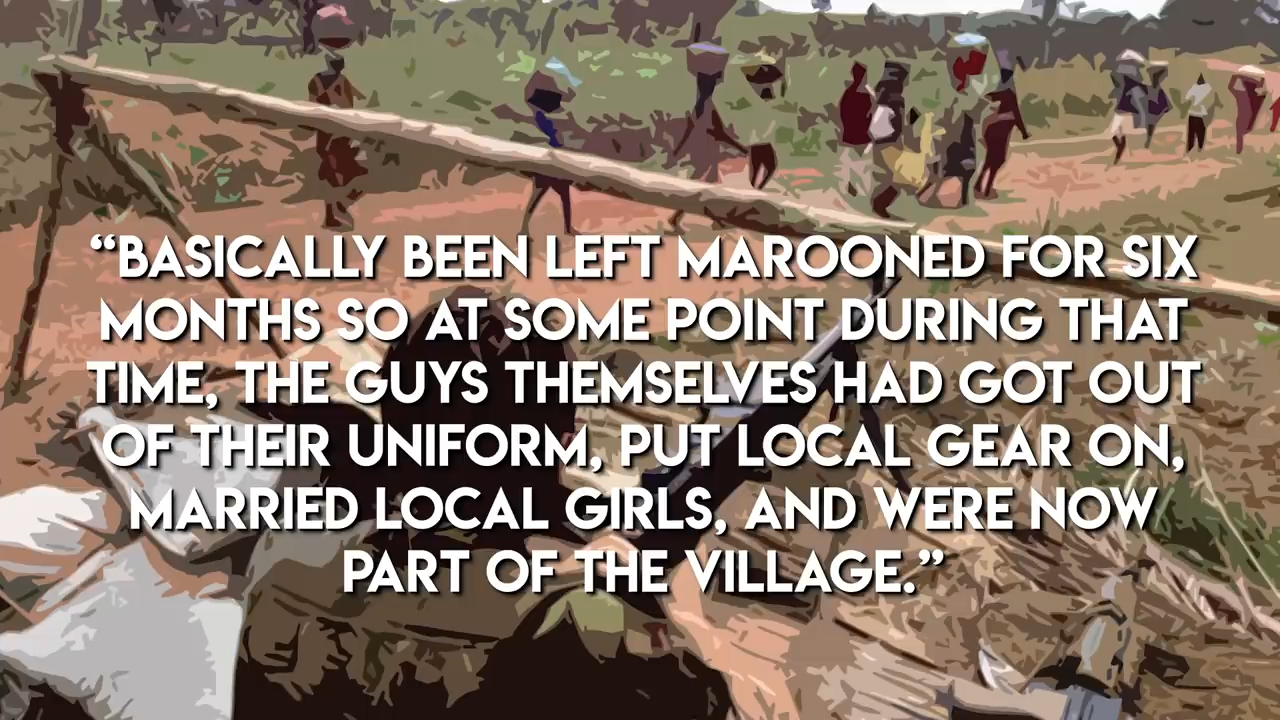 “BASICALLY BEEN LEFT MAROONED FOR SIX
MONTHS SO AT SOME POINT DURING THAT
TIME, THE GUYS THEMSELVES HAD GOT OUT
OF THEIR UNIFORM, PUT LOCAL GEAR ON,
MARRIED LOCAL GIRLS, AND WERE NOW
PART OF THE VILLAGE.”